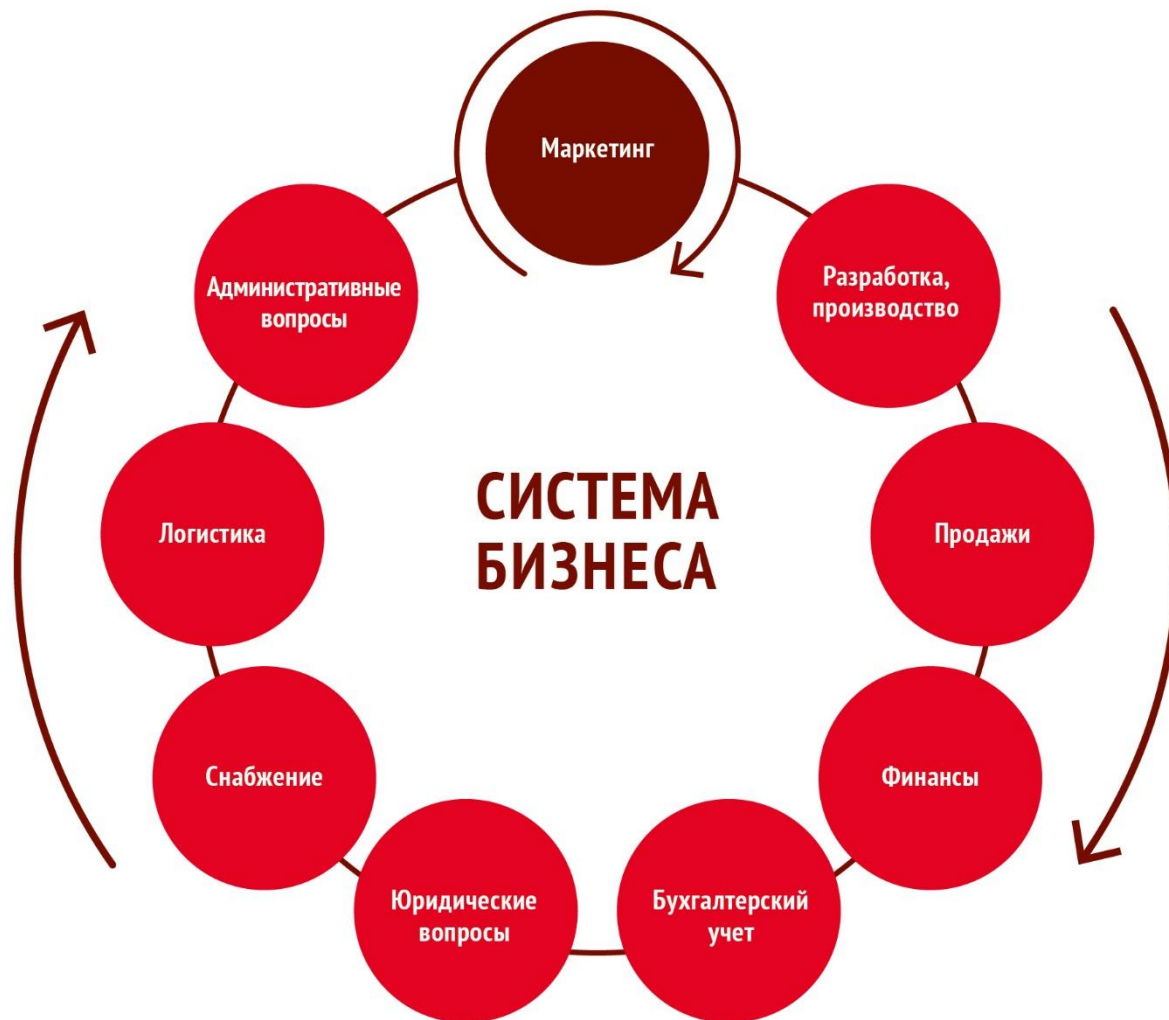 Маркетинг
Разработка,
производство
Продажи
Финансы
Бухгалтерский
учет
Юридические
вопросы
Снабжение
Логистика
Административные
вопросы
СИСТЕМА
БИЗНЕСА